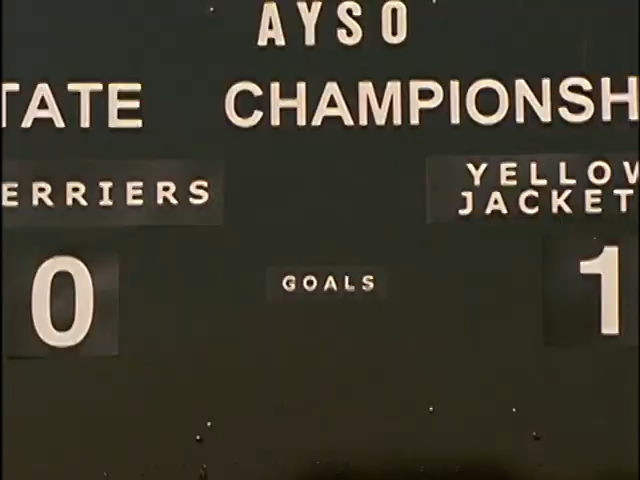 AYSO
TATE CHAMPIONSH
ERRIERS YELLOW
JACKET
0 GOALS 1